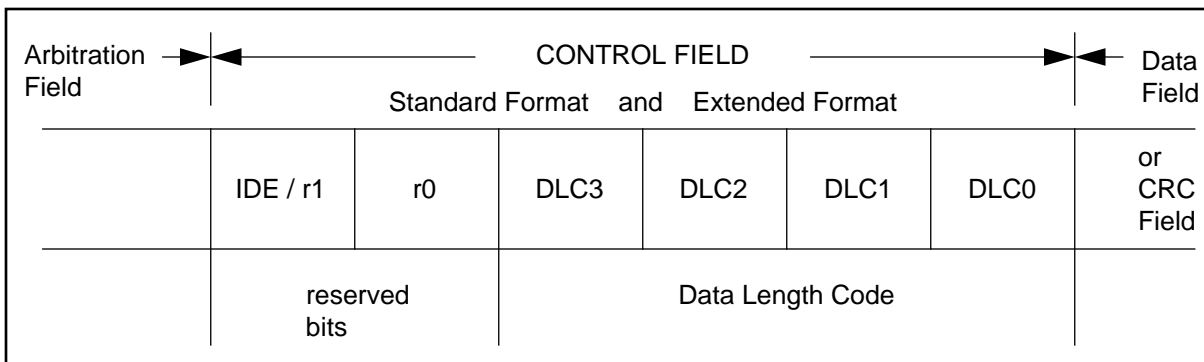 Arbitration
Field
CONTROL FIELD
Data
Field
Standard Format and Extended Format
IDE / r1
r0
DLC3
DLC2
DLC1
DLC0
or
CRC
Field
reserved
bits
Data Length Code